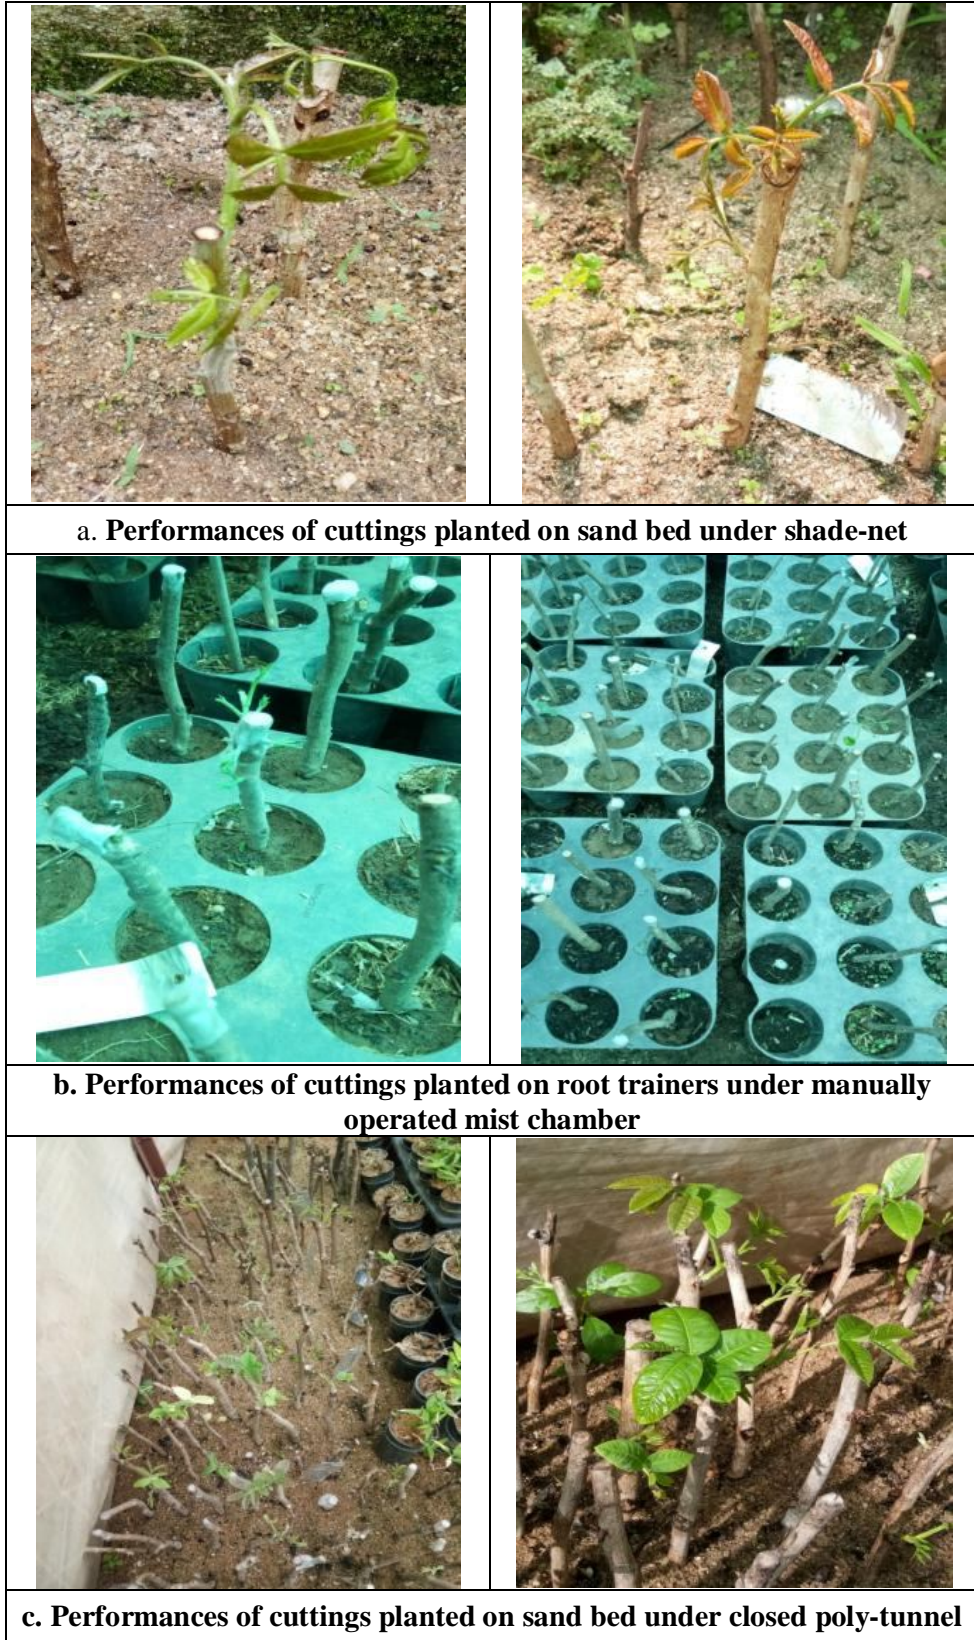 a. Performances of cuttings planted on sand bed under shade-net
b. Performances of cuttings planted on root trainers under manually
operated mist chamber
c. Performances of cuttings planted on sand bed under closed poly-tunnel